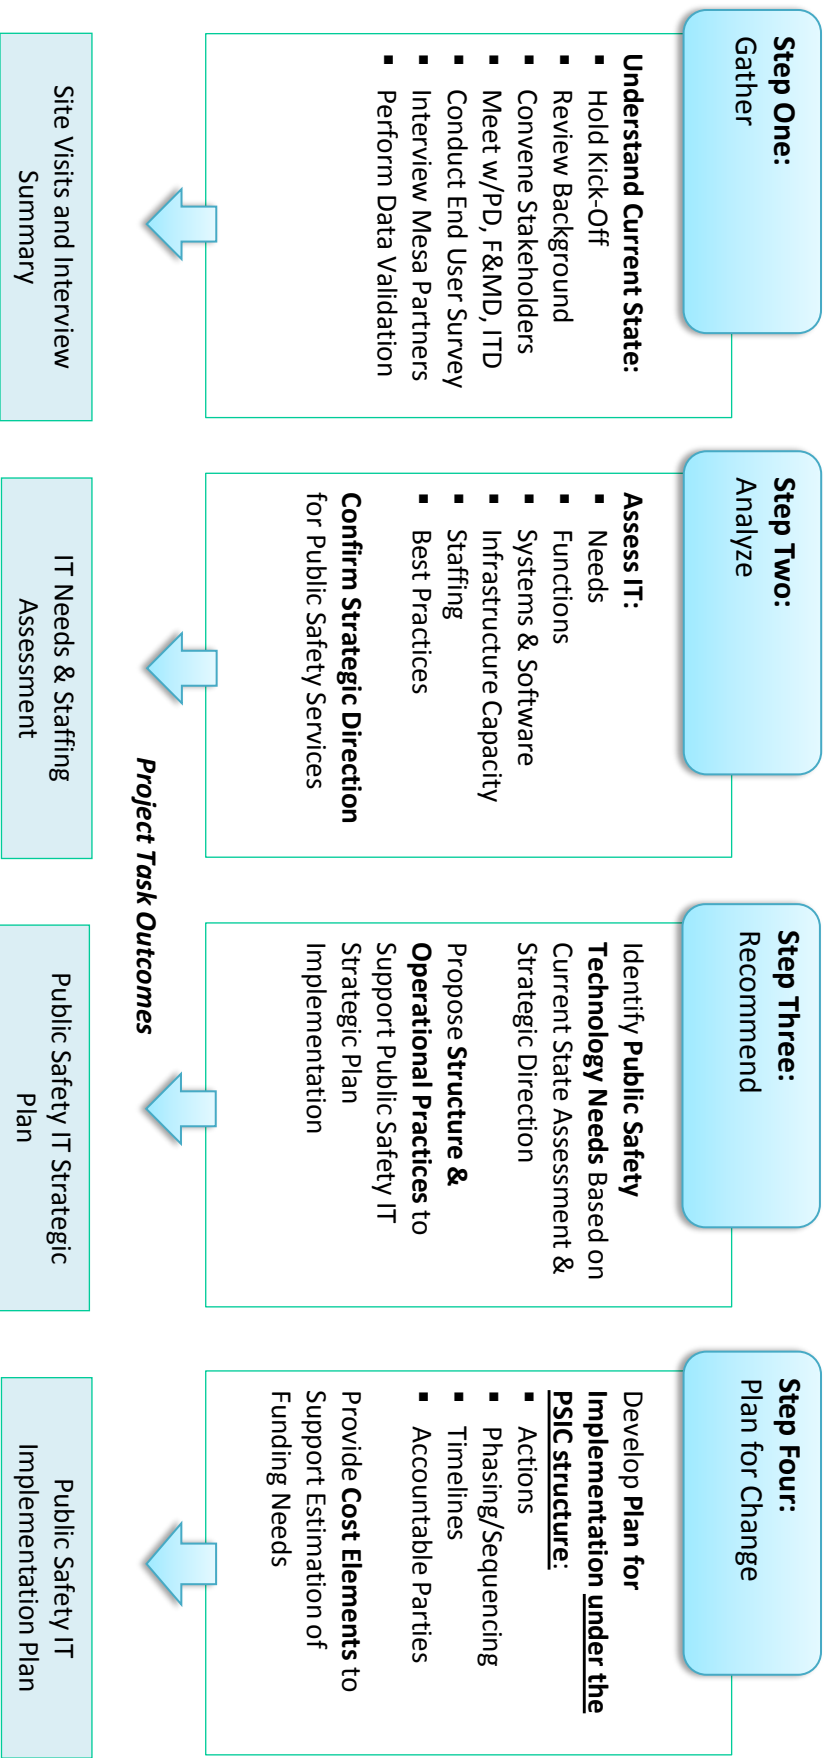 Step One:
Gather
Understand Current State:
▪ Hold Kick-Off
▪ Review Background
▪ Convene Stakeholders
▪ Meet w/PD, F&MD, ITD
▪ Conduct End User Survey
▪ Interview Mesa Partners
▪ Perform Data Validation
Site Visits and Interview
Summary
Step Two:
Analyze
Assess IT:
▪ Needs
▪ Functions
▪ Systems & Software
▪ Infrastructure Capacity
▪ Staffing
▪ Best Practices
Confirm Strategic Direction
for Public Safety Services
Project Task Outcomes
IT Needs & Staffing
Assessment
Step Three:
Recommend
Identify Public Safety
Technology Needs Based on
Current State Assessment &
Strategic Direction
Propose Structure &
Operational Practices to
Support Public Safety IT
Strategic Plan
Implementation
Public Safety IT Strategic
Plan
Step Four:
Plan for Change
Develop Plan for
Implementation under the
PSIC structure:
▪ Actions
▪ Phasing/Sequencing
▪ Timelines
▪ Accountable Parties
Provide Cost Elements to
Support Estimation of
Funding Needs
Public Safety IT
Implementation Plan